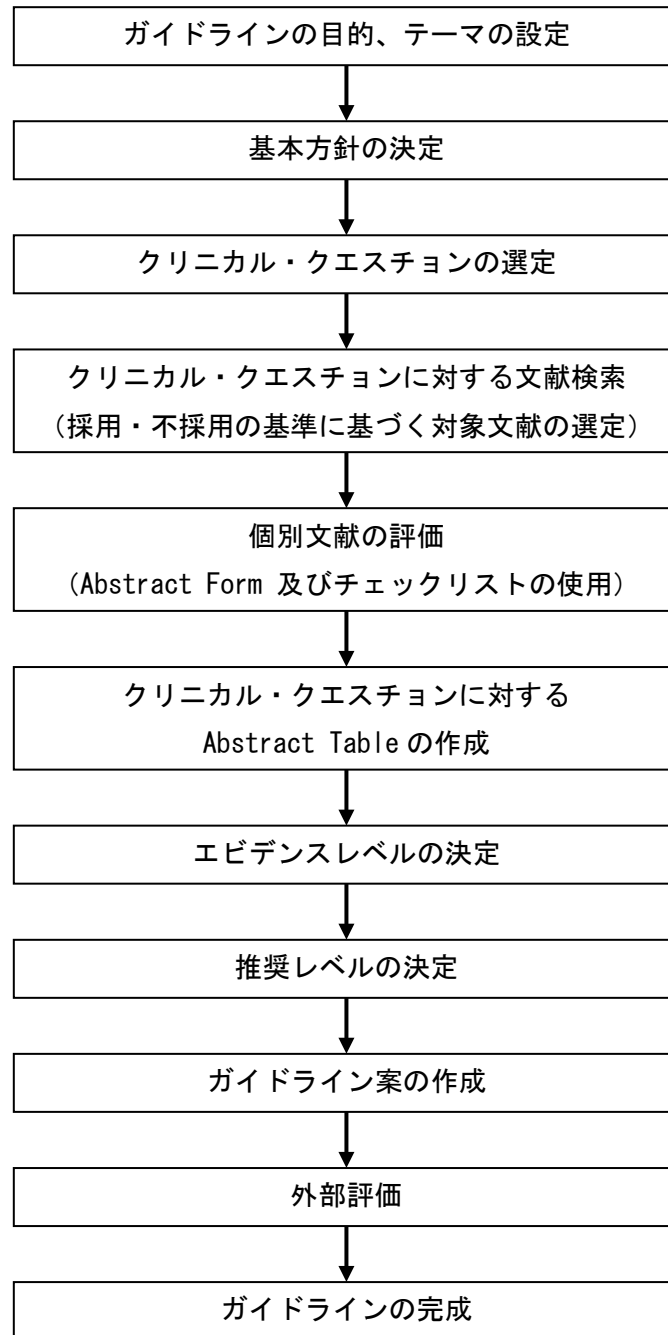 ガイドラインの目的、テーマの設定
基本方針の決定
クリニカル・クエスチョンの選定
クリニカル・クエスチョンに対する文献検索
（採用・不採用の基準に基づく対象文献の選定）
個別文献の評価
（Abstract Form 及びチェックリストの使用）
クリニカル・クエスチョンに対する
Abstract Table の作成
エビデンスレベルの決定
推奨レベルの決定
ガイドライン案の作成
外部評価
ガイドラインの完成